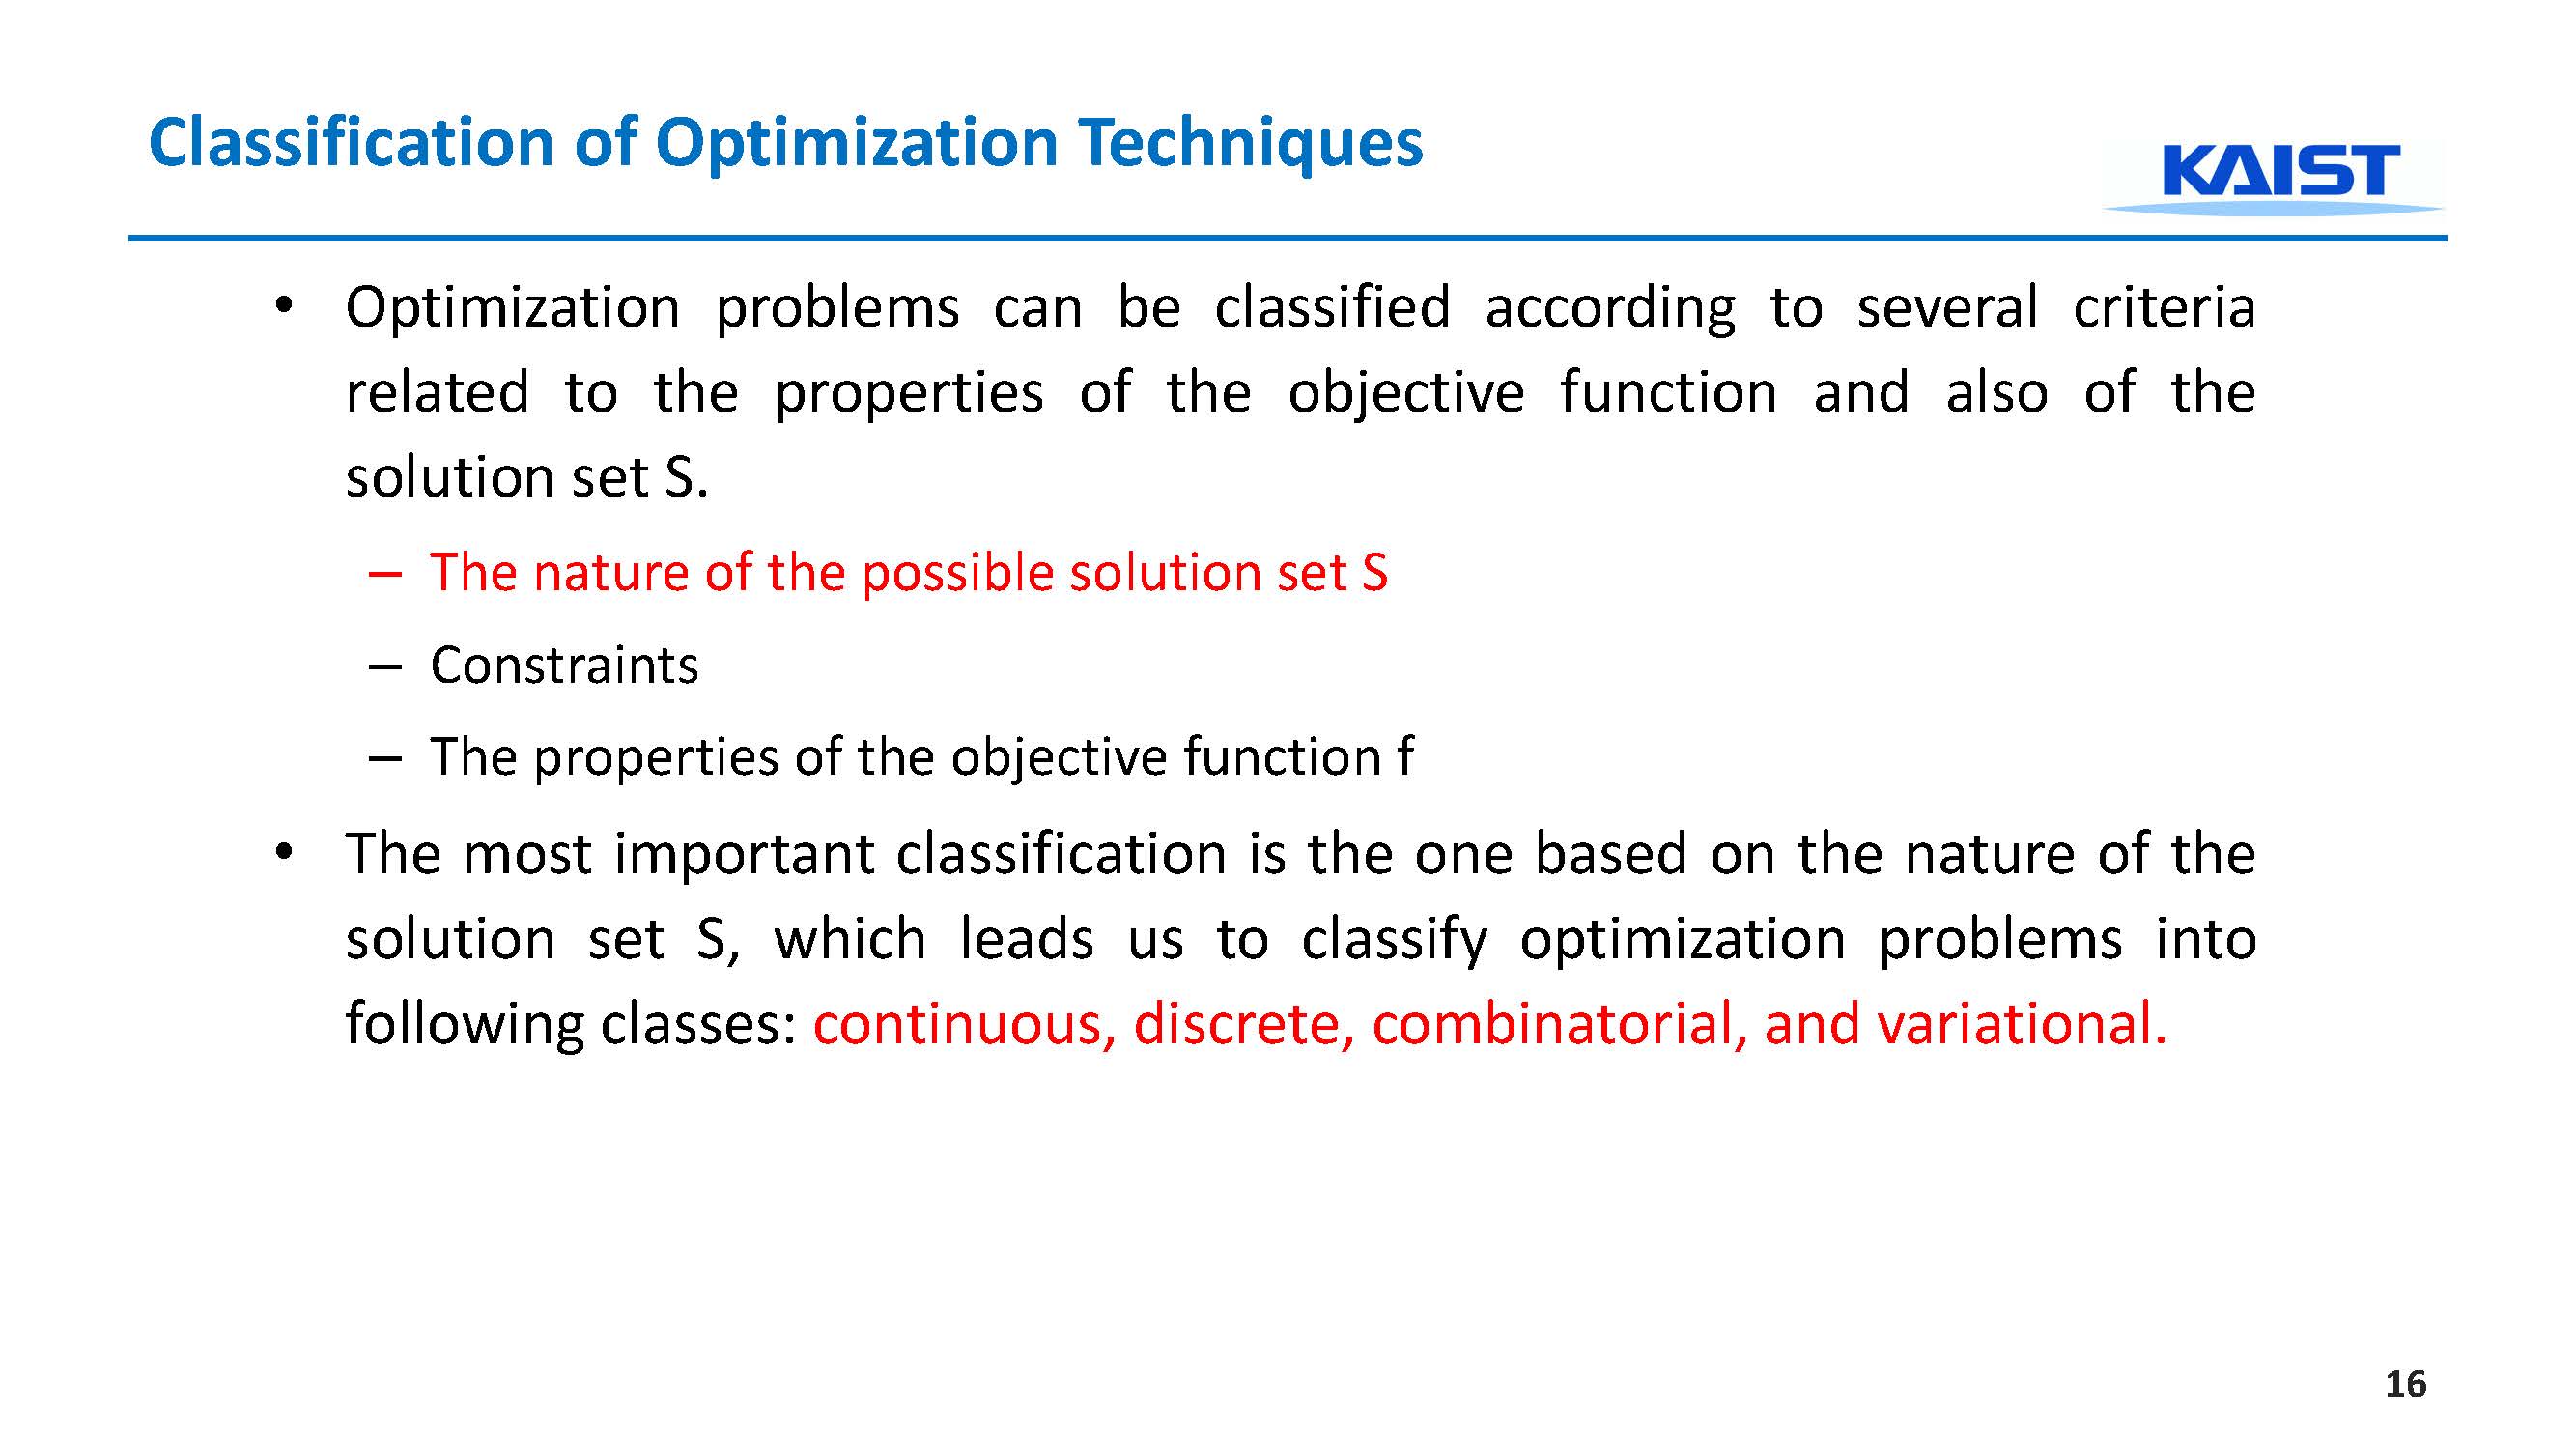 Classification of Optimization Techniques
KAIST
• Optimization problems can be classified according to several criteria
related to the properties of the objective function and also of the
solution set S.
– The nature of the possible solution set S
– Constraints
– The properties of the objective function f
• The most important classification is the one based on the nature of the
solution set S, which leads us to classify optimization problems into
following classes: continuous, discrete, combinatorial, and variational.
16